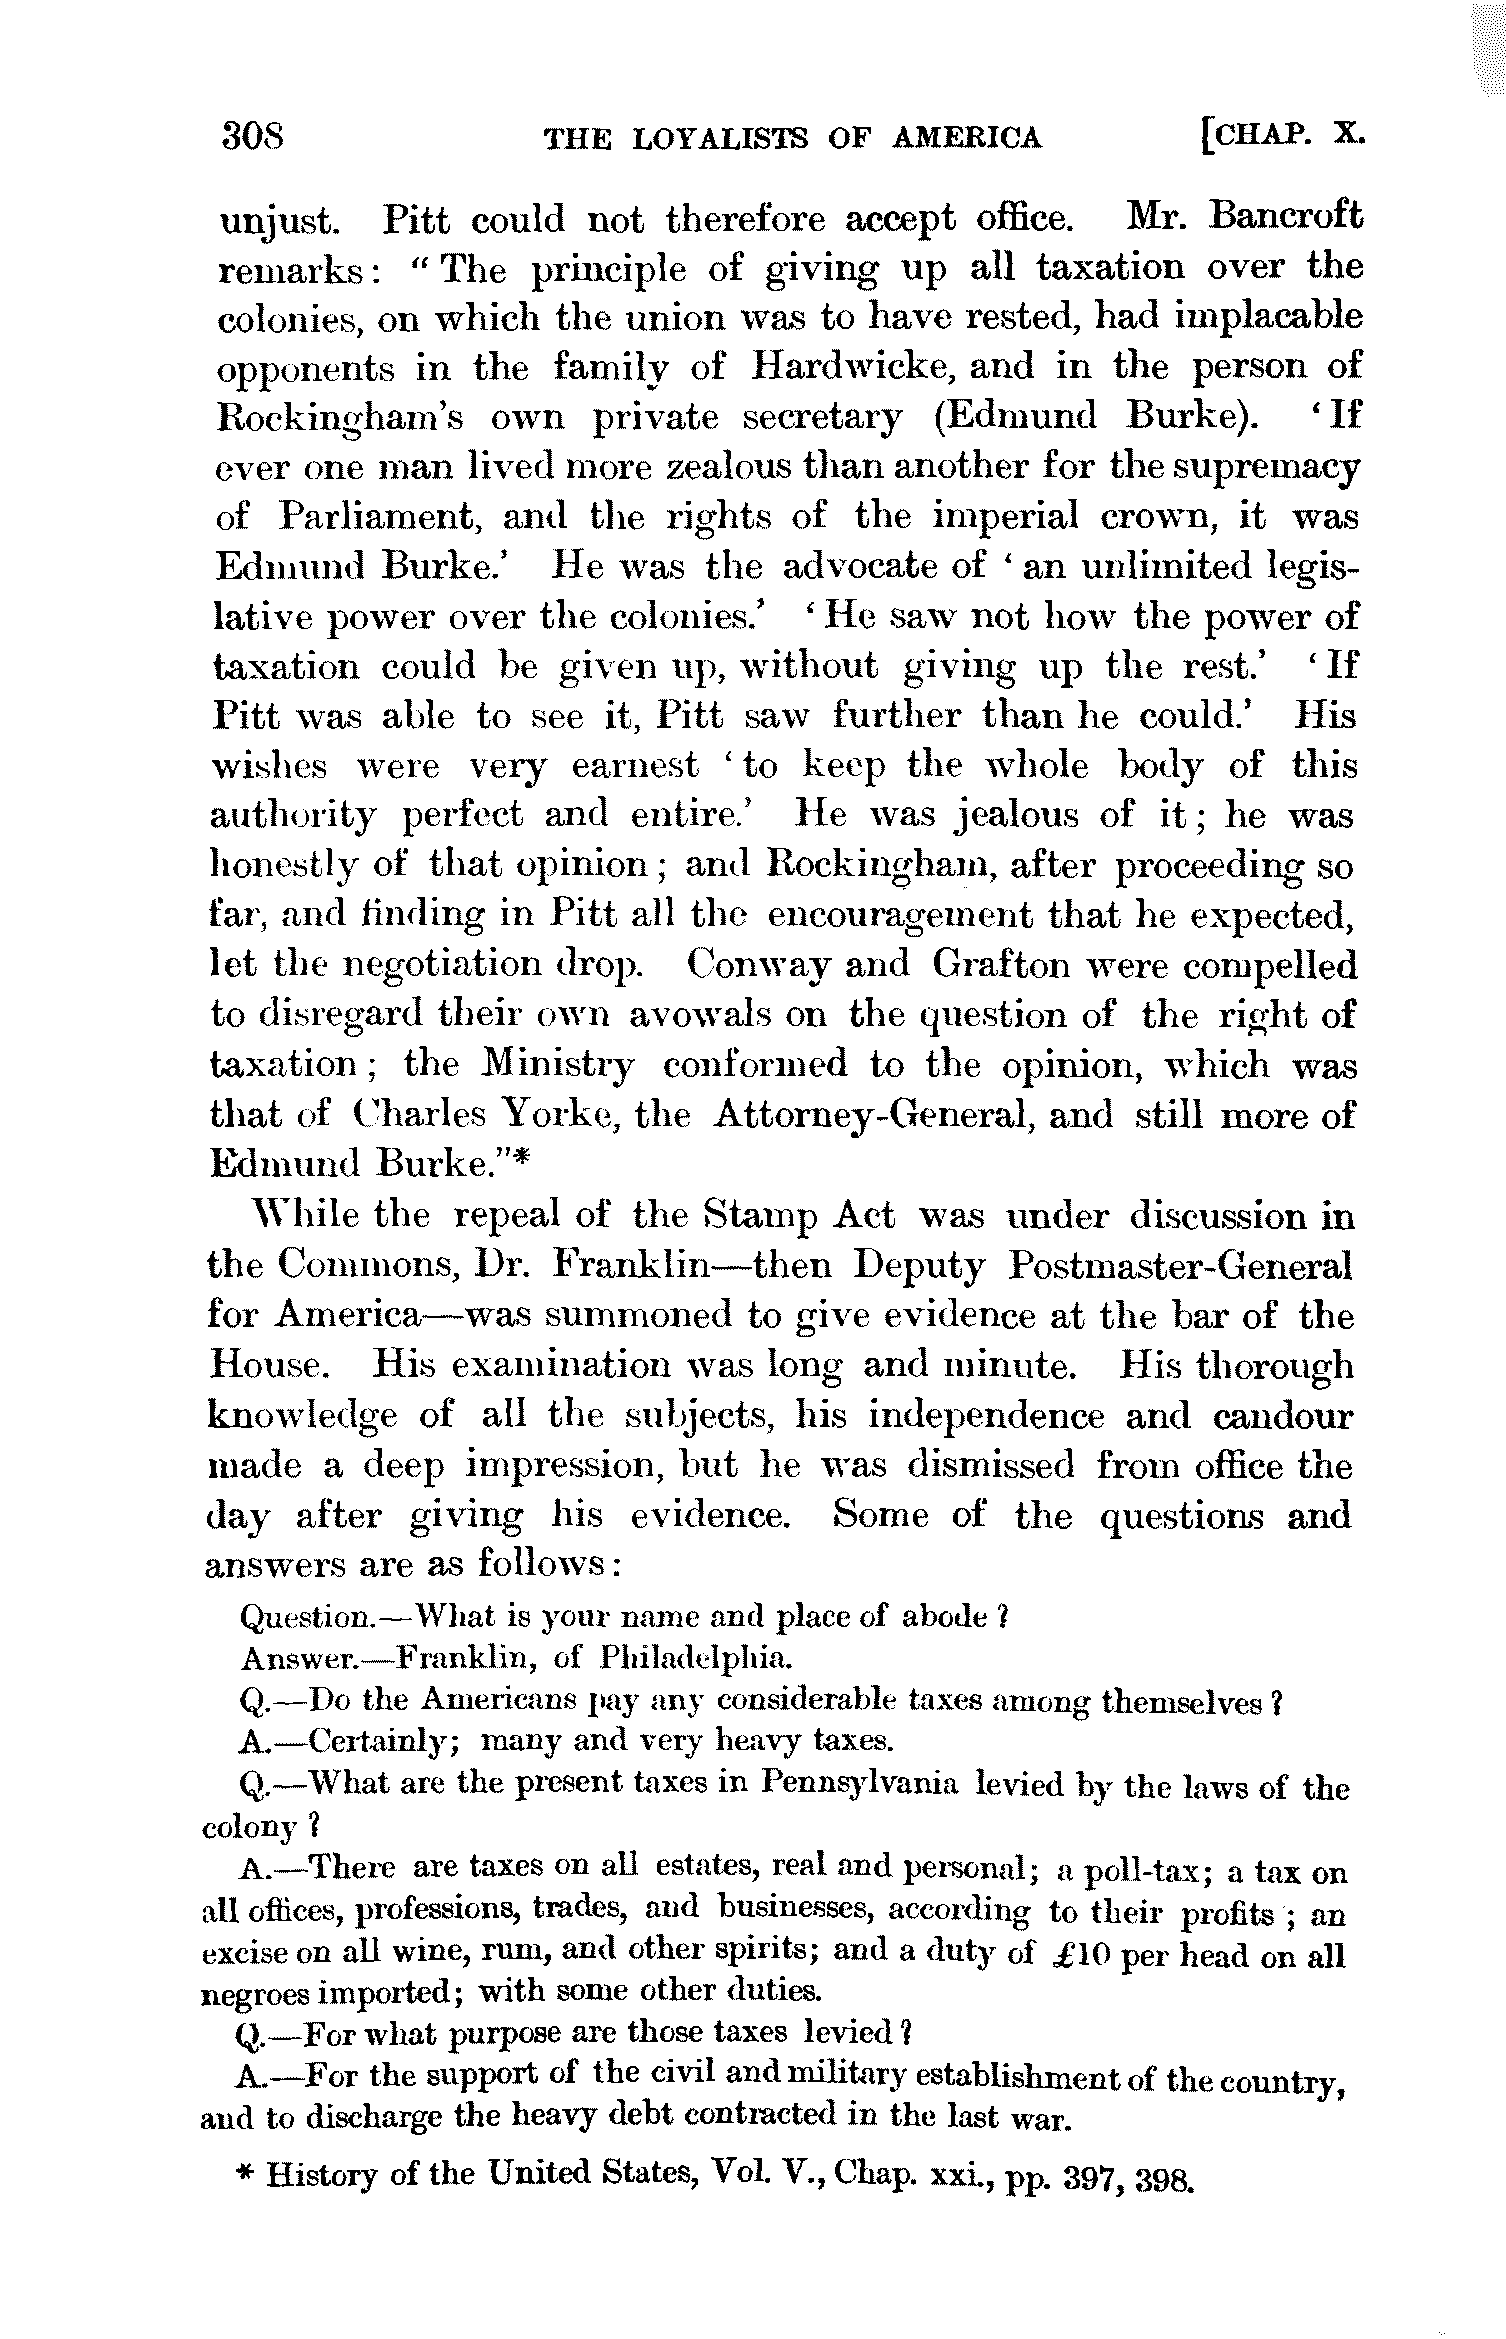 308 THE LOYALISTS OF AMERICA [CHAP. X.
unjust. Pitt could not therefore accept office. Mr. Bancroft
remarks: "The principle of giving up all taxation over the
colonies, on which the union was to have rested, had implacable
opponents in the family of Hardwicke, and in the person of
Rockingham's own private secretary (Edmund Burke). 'If
ever one man lived more zealous than another for the supremacy
of Parliament, and the rights of the imperial crown, it was
Edmund Burke.' He was the advocate of 'an unlimited legis-
lative power over the colonies.' 'He saw not how the power of
taxation could be given up, without giving up the rest.' 'If
Pitt was able to see it, Pitt saw further than he could.' His
wishes were very earnest 'to keep the whole body of this
authority perfect and entire.' He was jealous of it; he was
honestly of that opinion; and Rockingham, after proceeding so
far, and finding in Pitt all the encouragement that he expected,
let the negotiation drop. Conway and Grafton were compelled
to disregard their own avowals on the question of the right of
taxation; the Ministry conformed to the opinion, which was
that of Charles Yorke, the Attorney-General, and still more of
Edmund Burke."*
While the repeal of the Stamp Act was under discussion in
the Commons, Dr. Franklin—then Deputy Postmaster-General
for America—was summoned to give evidence at the bar of the
House. His examination was long and minute. His thorough
knowledge of all the subjects, his independence and candour
made a deep impression, but he was dismissed from office the
day after giving his evidence. Some of the questions and
answers are as follows:
Question.—What is your name and place of abode?
Answer.—Franklin, of Philadelphia.
Q.—Do the Americans pay any considerable taxes among themselves?
A.—Certainly; many and very heavy taxes.
Q.—What are the present taxes in Pennsylvania levied by the laws of the
colony?
A.—There are taxes on all estates, real and personal; a poll-tax; a tax on
all offices, professions, trades, and businesses, according to their profits; an
excise on all wine, rum, and other spirits; and a duty of £10 per head on all
negroes imported; with some other duties.
Q.—For what purpose are those taxes levied?
A.—For the support of the civil and military establishment of the country,
and to discharge the heavy debt contracted in the last war.
* History of the United States, Vol. V., Chap. xxi., pp. 397, 398.